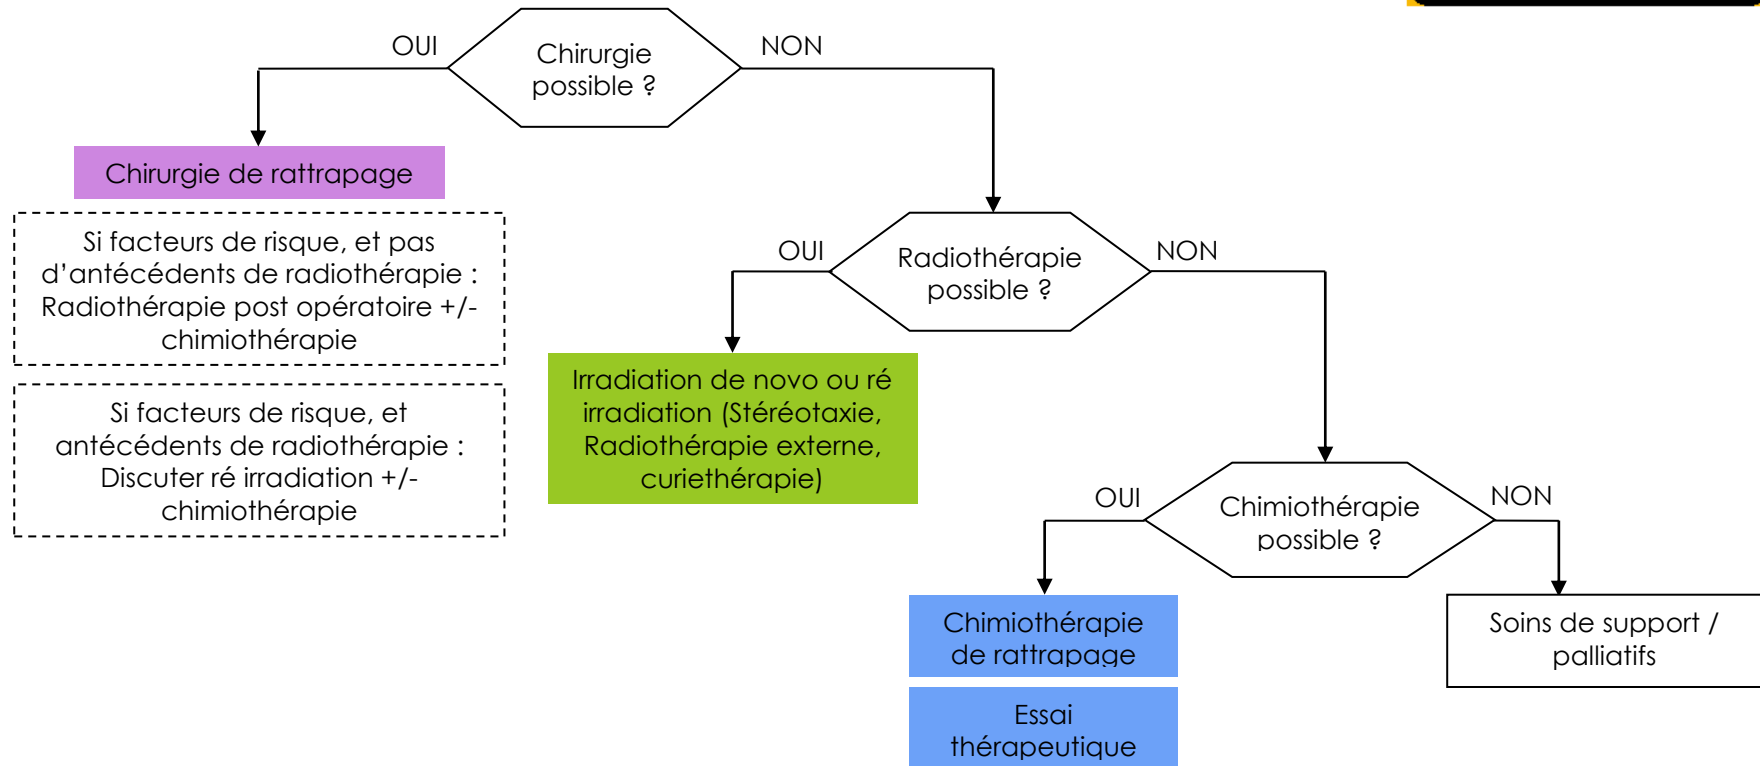 OUI
Chirurgie
possible ?
NON
Chirurgie de rattrapage
Si facteurs de risque, et pas
d’antécédents de radiothérapie :
Radiothérapie post opératoire +/-
chimiothérapie
Si facteurs de risque, et
antécédents de radiothérapie :
Discuter ré irradiation +/-
chimiothérapie
OUI
Radiothérapie
possible ?
NON
Irradiation de novo ou ré
irradiation (Stéréotaxie,
Radiothérapie externe,
curiethérapie)
OUI
Chimiothérapie
possible ?
NON
Chimiothérapie
de rattrapage
Essai
thérapeutique
Soins de support /
palliatifs